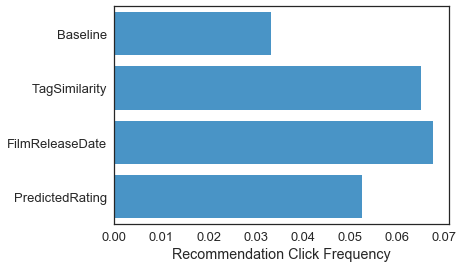 Baseline
TagSimilarity
FilmReleaseDate
PredictedRating
0.00 0.01 0.02 0.03 0.04 0.05 0.06 0.07
Recommendation Click Frequency